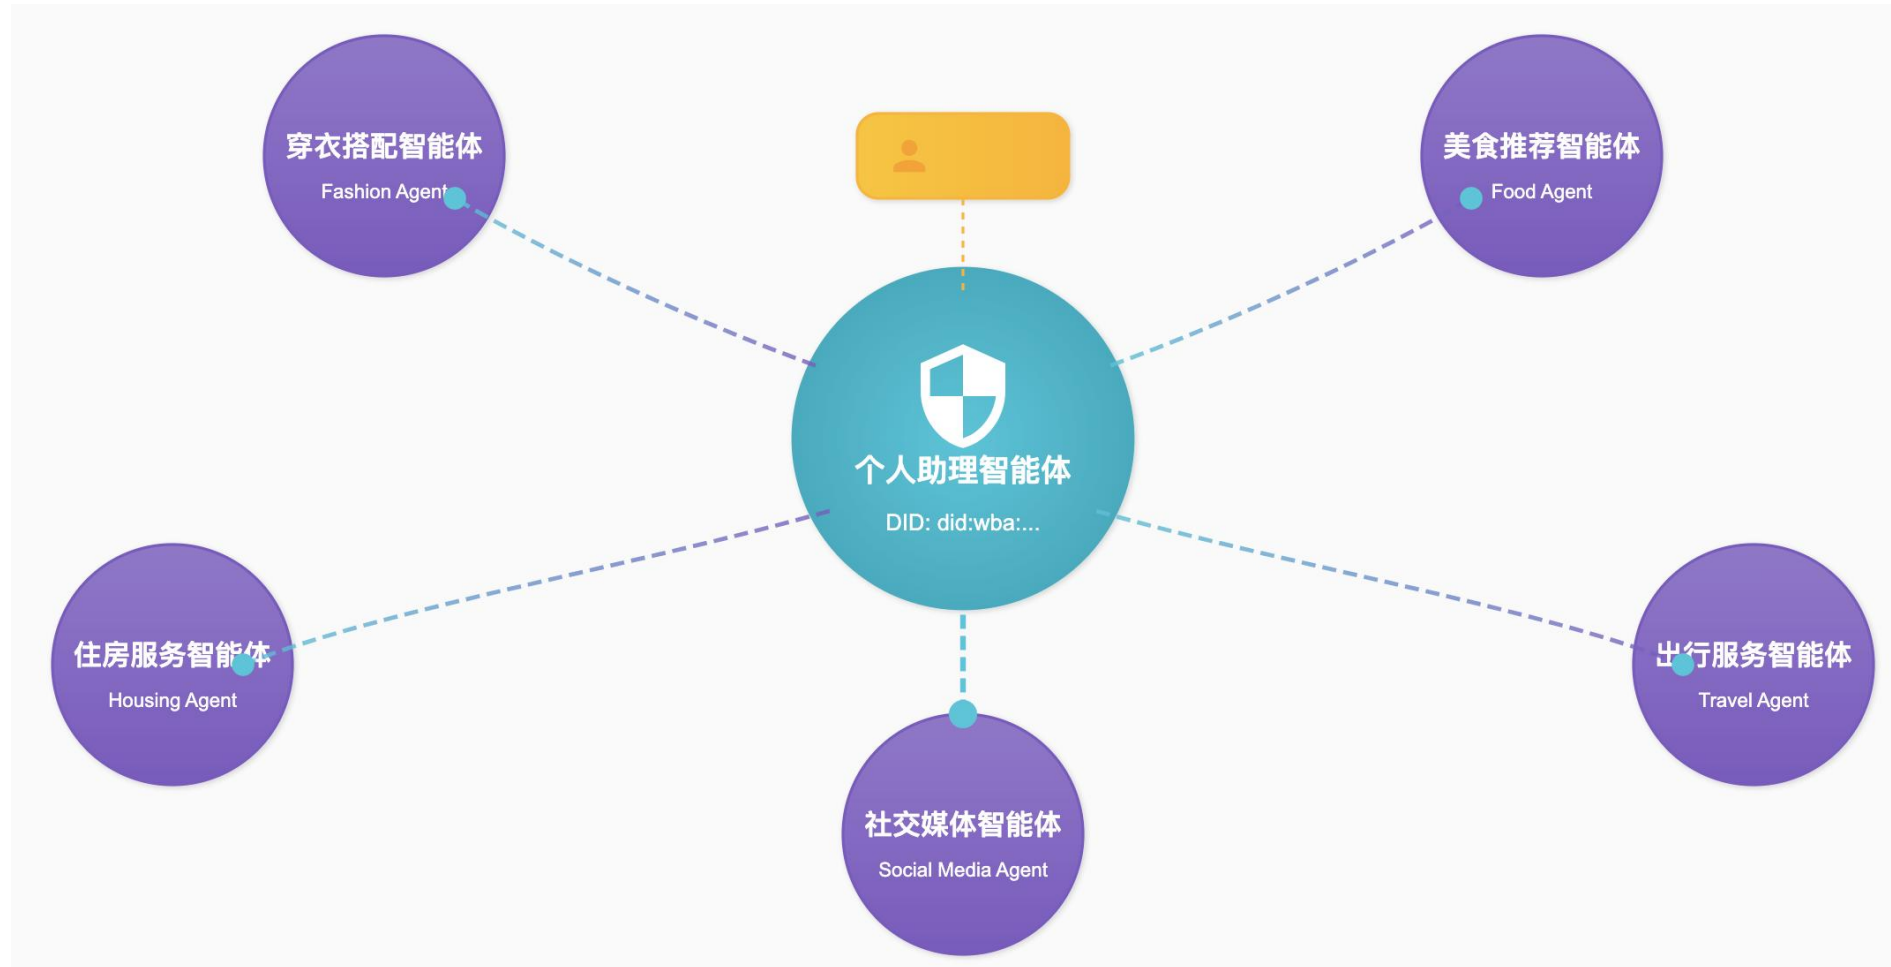 穿衣搭配智能体
Fashion Agent
美食推荐智能体
Food Agent
个人助理智能体
DID: did:wba:...
住房服务智能体
Housing Agent
出行服务智能体
Travel Agent
社交媒体智能体
Social Media Agent